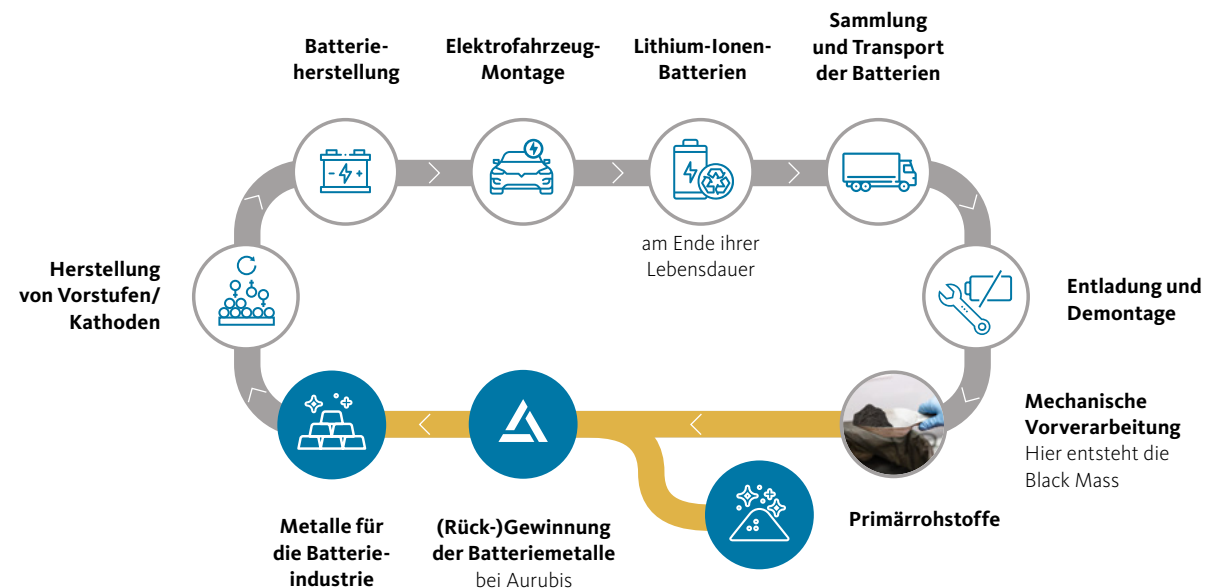 Batterie-
herstellung
Elektrofahrzeug-
Montage
Lithium-Ionen-
Batterien
am Ende ihrer
Lebensdauer
Sammlung
und Transport
der Batterien
Entladung und
Demontage
Mechanische
Vorverarbeitung
Hier entsteht die
Black Mass
Primärrohstoffe
(Rück-)Gewinnung
der Batteriemetalle
bei Aurubis
Metalle für
die Batterie-
industrie
Herstellung
von Vorstufen/
Kathoden